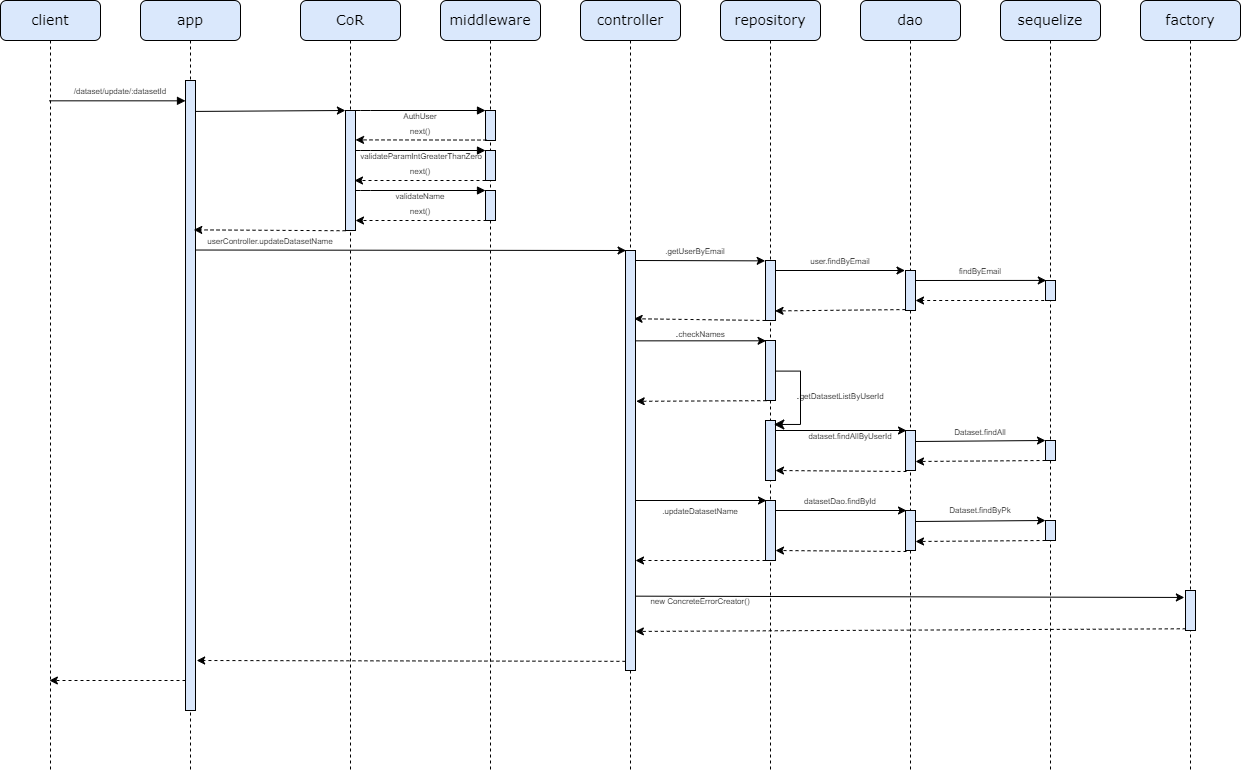 client
app
CoR
middleware
controller
repository
dao
sequelize
factory
/dataset/update/:datasetId
AuthUser
next()
validateParamIntGreaterThanZero
next()
validateName
next()
userController.updateDatasetName
.getUserByEmail
user.findByEmail
findByEmail
.checkNames
.getDatasetListByUserId
dataset.findAllByUserId
Dataset.findAll
.updateDatasetName
datasetDao.findById
Dataset.findByPk
new ConcreteErrorCreator()